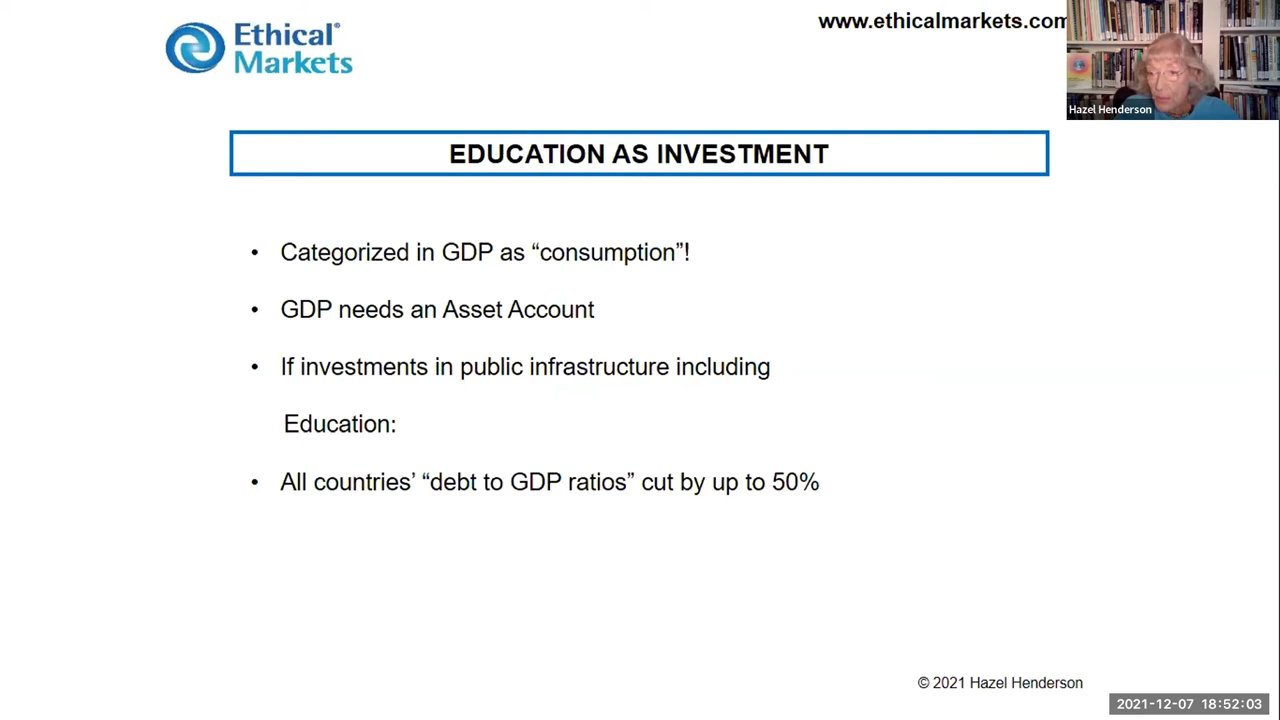 Ethical®
Markets
www.ethicalmarkets.com
Hazel Henderson
EDUCATION AS INVESTMENT
• Categorized in GDP as “consumption”!
• GDP needs an Asset Account
• If investments in public infrastructure including
Education:
• All countries’ “debt to GDP ratios” cut by up to 50%
© 2021 Hazel Henderson
2021-12-07 18:52:03